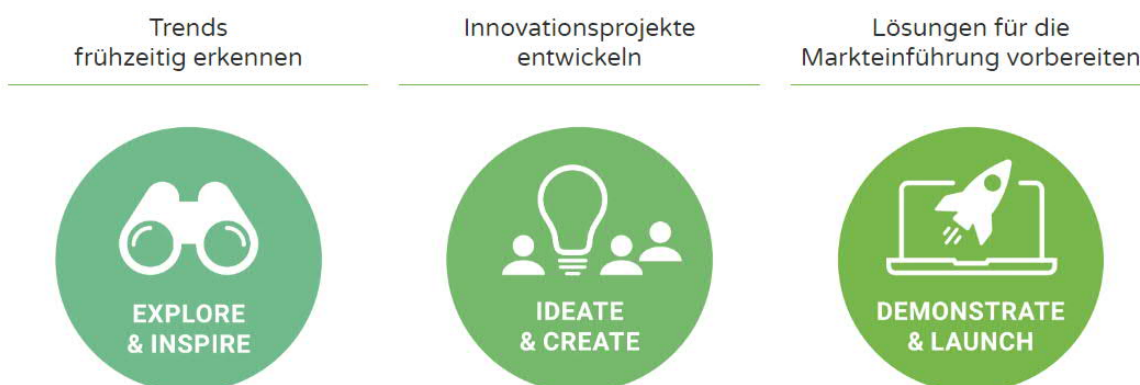 Trends
frühzeitig erkennen
Innovationsprojekte
entwickeln
Lösungen für die
Markteinführung vorbereiten
EXPLORE
& INSPIRE
IDEATE
& CREATE
DEMONSTRATE
& LAUNCH